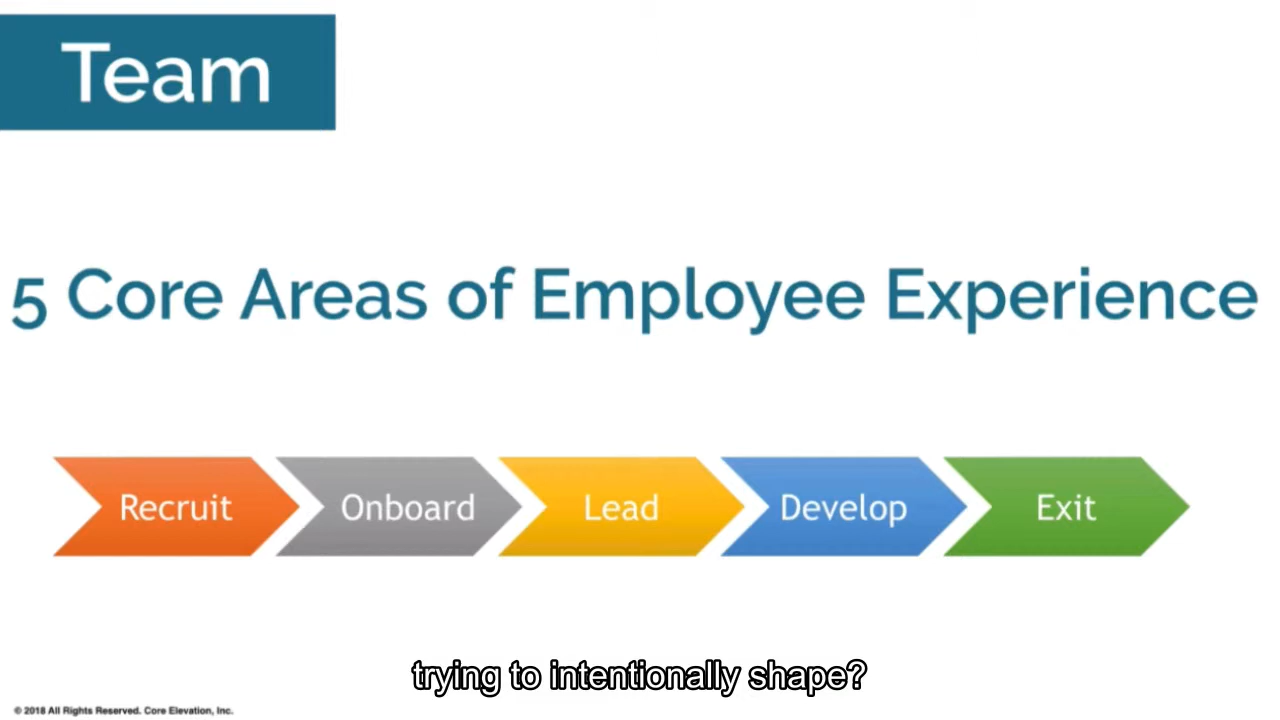 Team
5 Core Areas of Employee Experience
Recruit
Onboard
Lead
Develop
Exit
trying to intentionally shape?
© 2018 All Rights Reserved. Core Elevation, Inc.